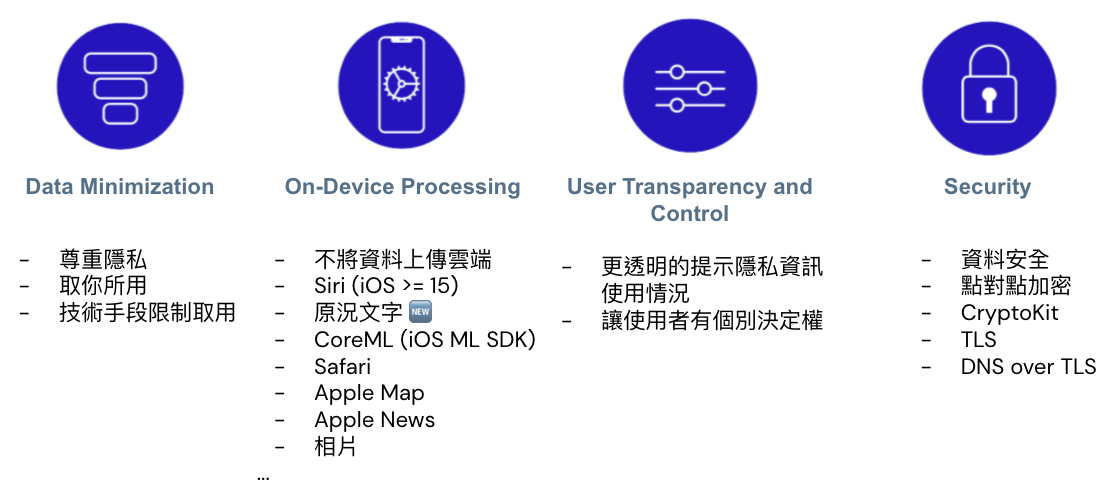 Data Minimization
- 尊重隱私
- 取你所用
- 技術手段限制取用
On-Device Processing
- 不將資料上傳雲端
- Siri (iOS >= 15)
- 原況文字 NEW
- CoreML (iOS ML SDK)
- Safari
- Apple Map
- Apple News
- 相片
...
User Transparency and
Control
- 更透明的提示隱私資訊
使用情況
- 讓使用者有個別決定權
Security
- 資料安全
- 點對點加密
- CryptoKit
- TLS
- DNS over TLS